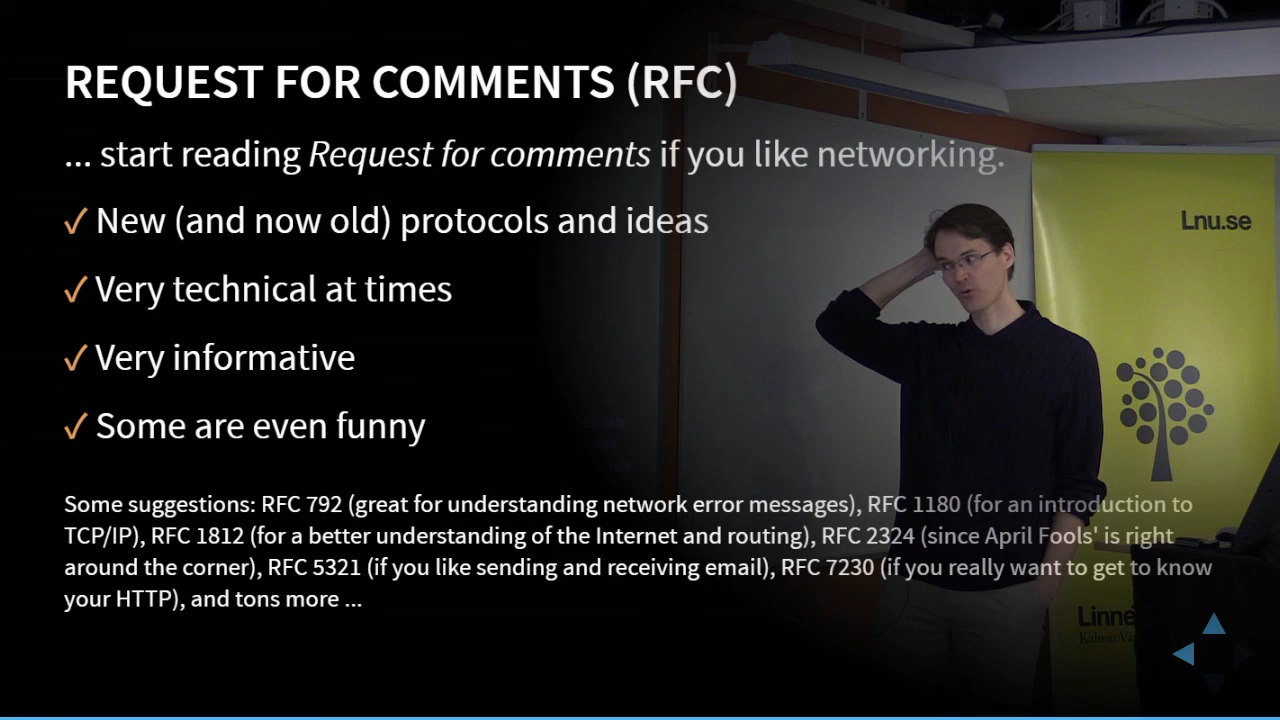 REQUEST FOR COMMENTS (RFC)
... start reading Request for comments if you like networking.
✓ New (and now old) protocols and ideas
✓ Very technical at times
✓ Very informative
✓ Some are even funny
Lnu.se
Some suggestions: RFC 792 (great for understanding network error messages), RFC 1180 (for an introduction to
TCP/IP), RFC 1812 (for a better understanding of the Internet and routing), RFC 2324 (since April Fools' is right
around the corner), RFC 5321 (if you like sending and receiving email), RFC 7230 (if you really want to get to know
your HTTP), and tons more ...
Linne
Kalmar Vä